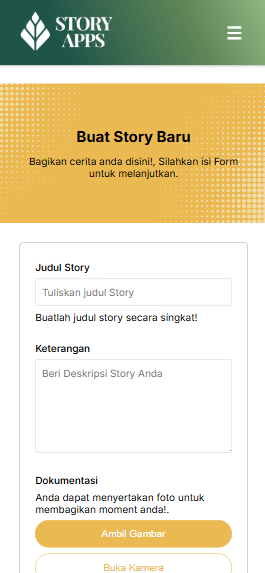 STORY
APPS
Buat Story Baru
Bagikan cerita anda disini!, Silahkan isi Form
untuk melanjutkan.
Judul Story
Tuliskan judul Story
Buatlah judul story secara singkat!
Keterangan
Beri Deskripsi Story Anda
Dokumentasi
Anda dapat menyertakan foto untuk
membagikan moment anda!.
Ambil Gambar
Buka Kamera